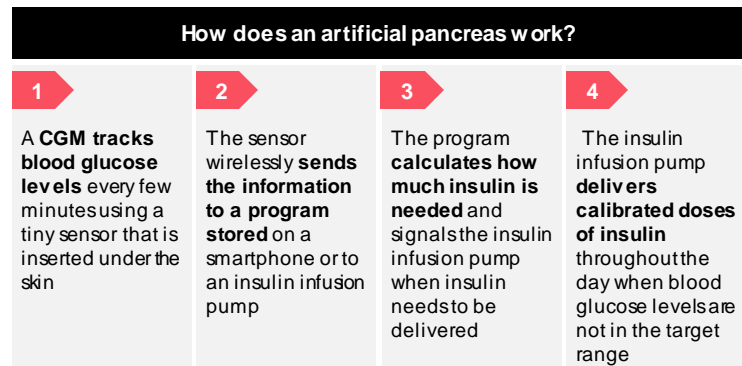 How does an artificial pancreas work?
1
A CGM tracks
blood glucose
levels every few
minutes using a
tiny sensor that is
inserted under the
skin
2
The sensor
wirelessly sends
the information
to a program
stored on a
smartphone or to
an insulin infusion
pump
3
The program
calculates how
much insulin is
needed and
signals the insulin
infusion pump
when insulin
needs to be
delivered
4
The insulin
infusion pump
delivers
calibrated doses
of insulin
throughout the
day when blood
glucose levels are
not in the target
range